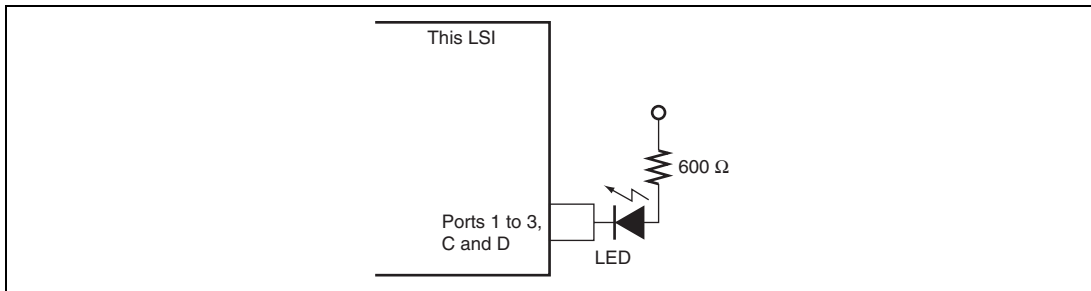 This LSI
600 Ω
Ports 1 to 3,
C and D
LED